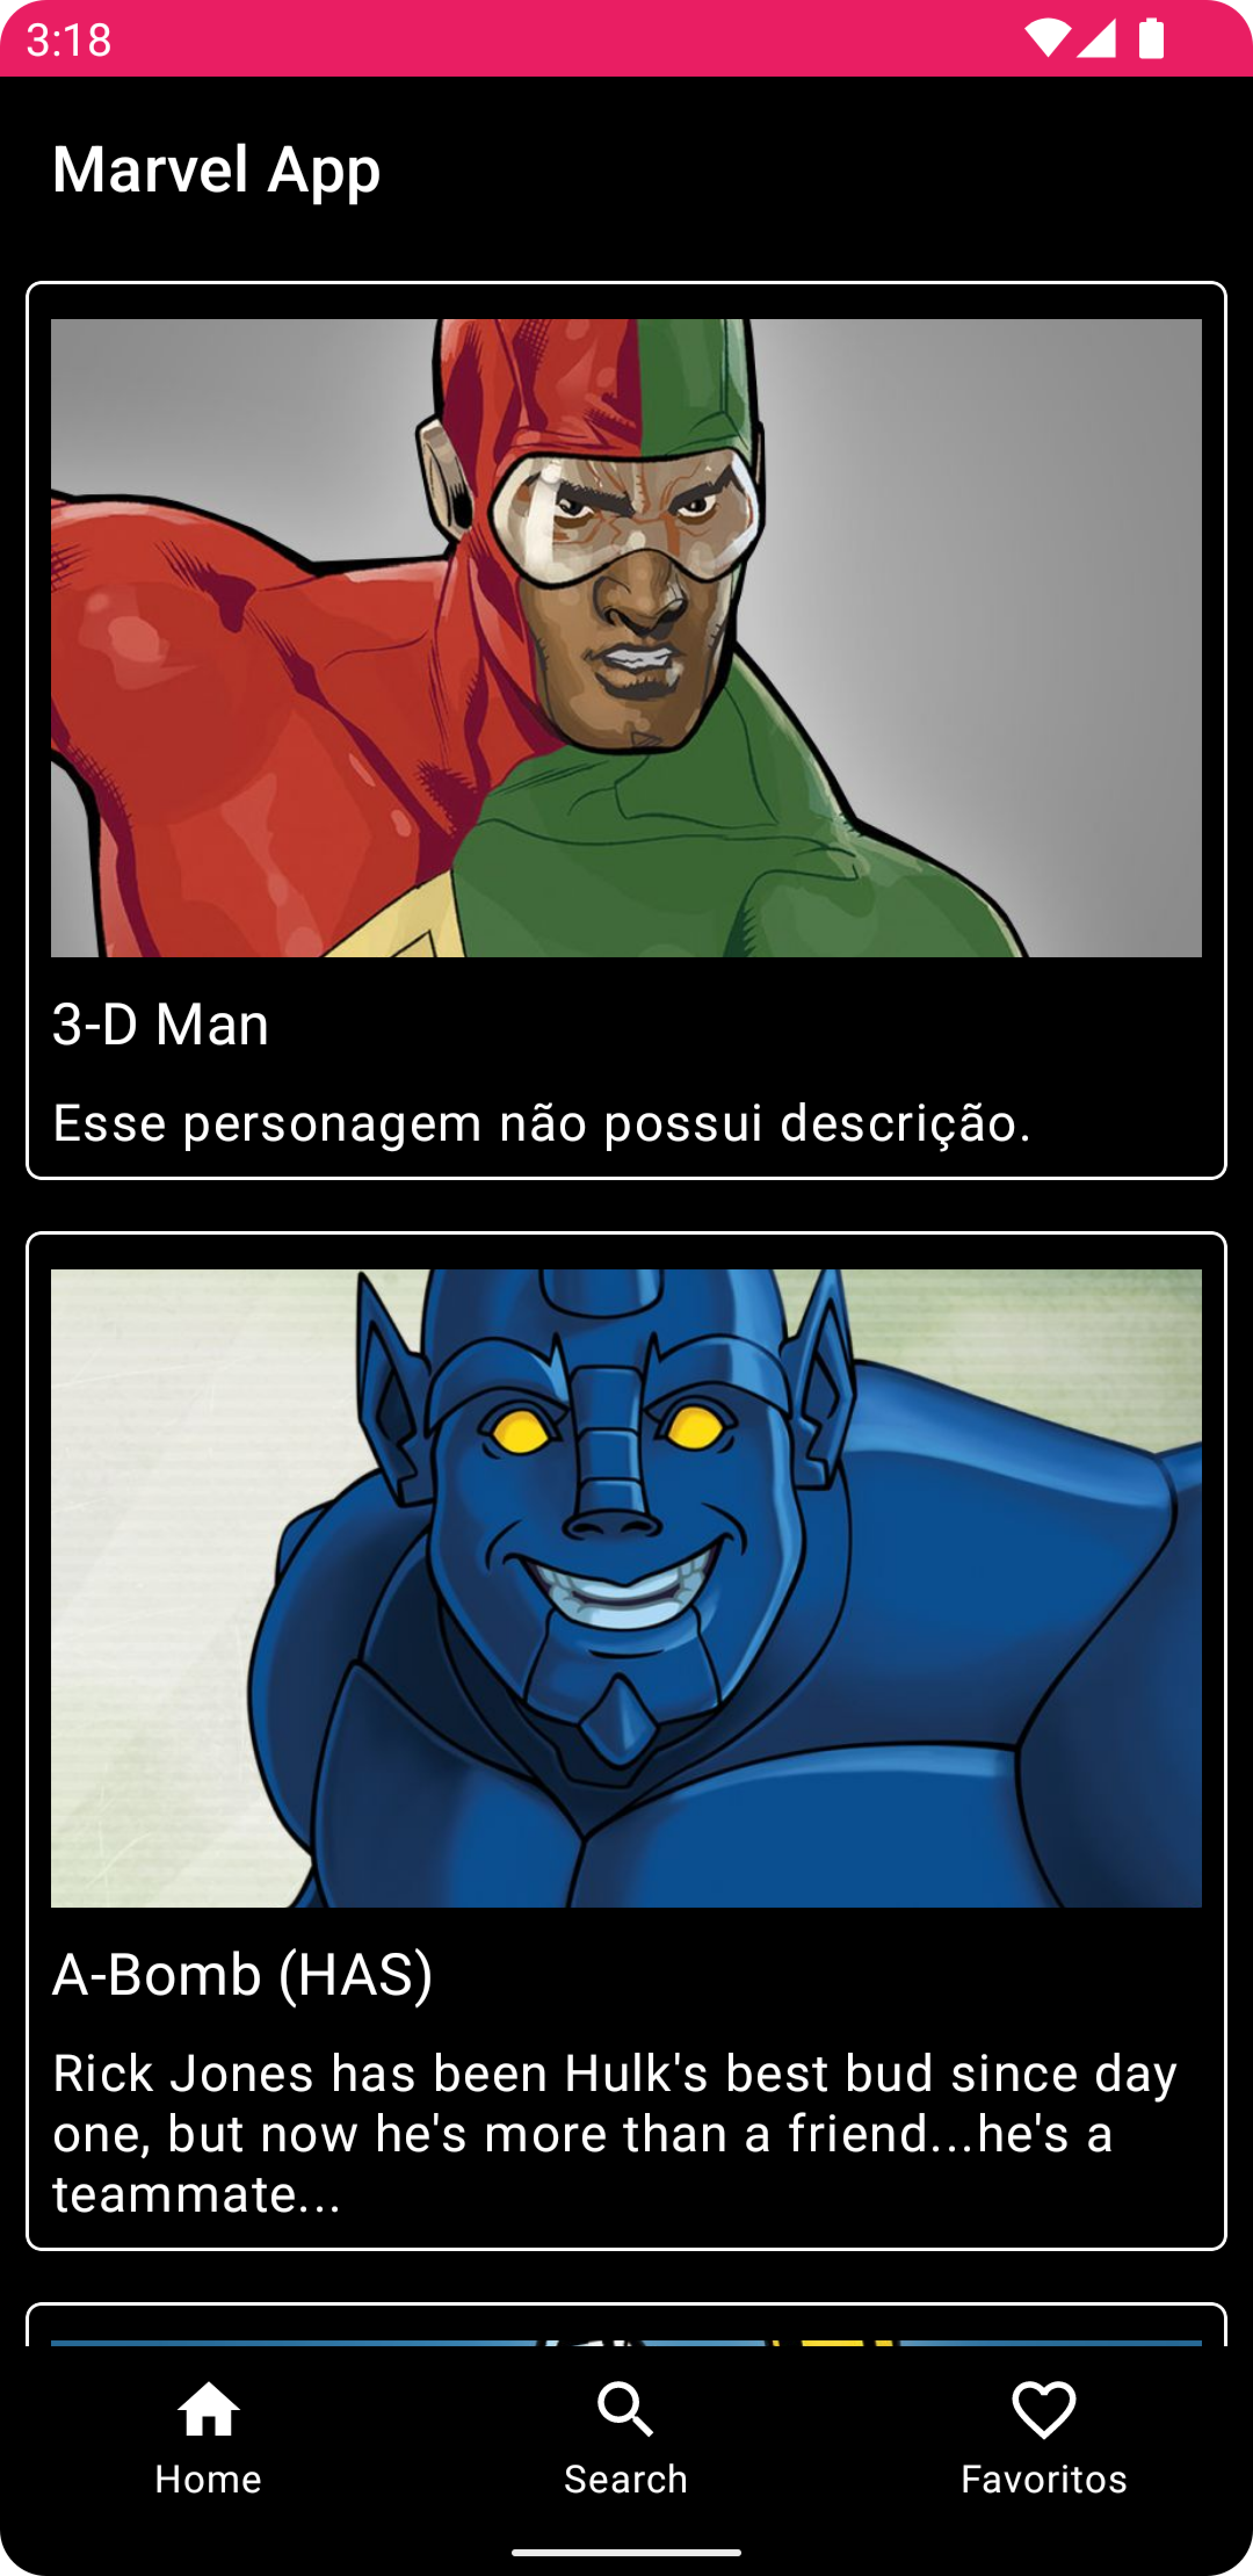 3:18
Marvel App
3-D Man
Esse personagem não possui descrição.
A-Bomb (HAS)
Rick Jones has been Hulk's best bud since day
one, but now he's more than a friend...he's a
teammate...
Home
Search
Favoritos